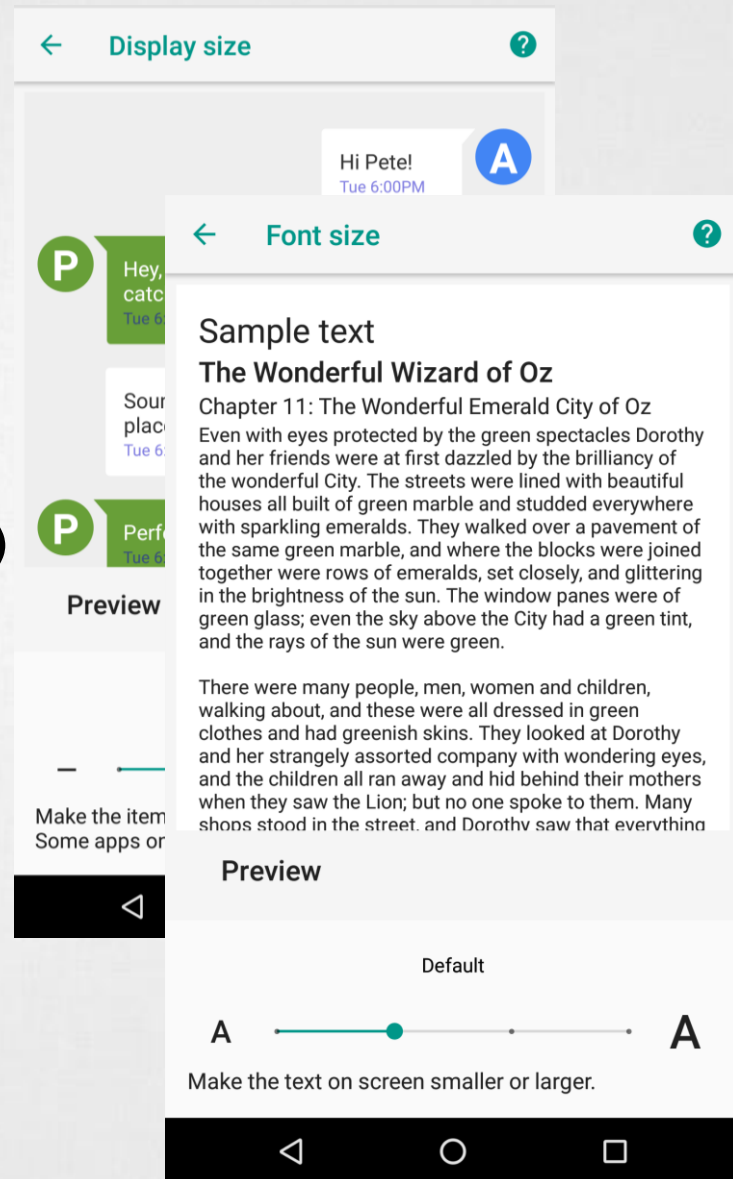 Display size
?
Hi Pete!
Tue 6:00PM
A
P
Hey,
Tue
P
Preview
Make the item
Some apps or
Font size
?
Sample text
The Wonderful Wizard of Oz
Chapter 11: The Wonderful Emerald City of Oz
Even with eyes protected by the green spectacles Dorothy
and her friends were at first dazzled by the brilliancy of
the wonderful City. The streets were lined with beautiful
houses all built of green marble and studded everywhere
with sparkling emeralds. They walked over a pavement of
the same green marble, and where the blocks were joined
together were rows of emeralds, set closely, and glittering
in the brightness of the sun. The window panes were of
green glass; even the sky above the City had a green tint,
and the rays of the sun were green.
There were many people, men, women and children,
walking about, and these were all dressed in green
clothes and had greenish skins. They looked at Dorothy
and her strangely assorted company with wondering eyes,
and the children all ran away and hid behind their mothers
when they saw the Lion; but no one spoke to them. Many
shops stood in the street, and Dorothy saw that everything
Preview
Default
A A
Make the text on screen smaller or larger.